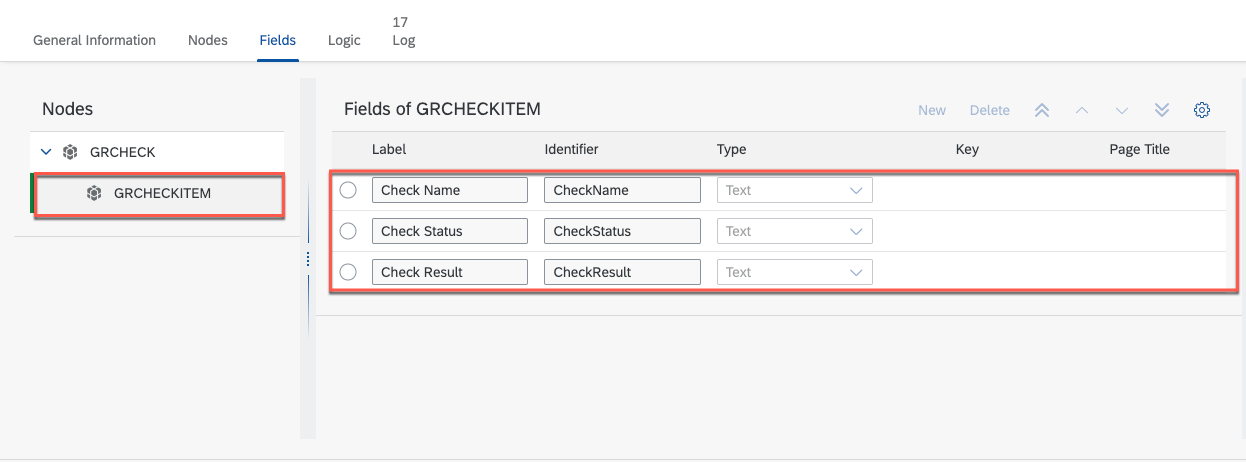 17
General Information Nodes Fields Logic Log
Nodes
GRCHECK
GRCHECKITEM
Fields of GRCHECKITEM New Delete
Label Identifier Type Key Page Title
Check Name CheckName Text
Check Status CheckStatus Text
Check Result CheckResult Text